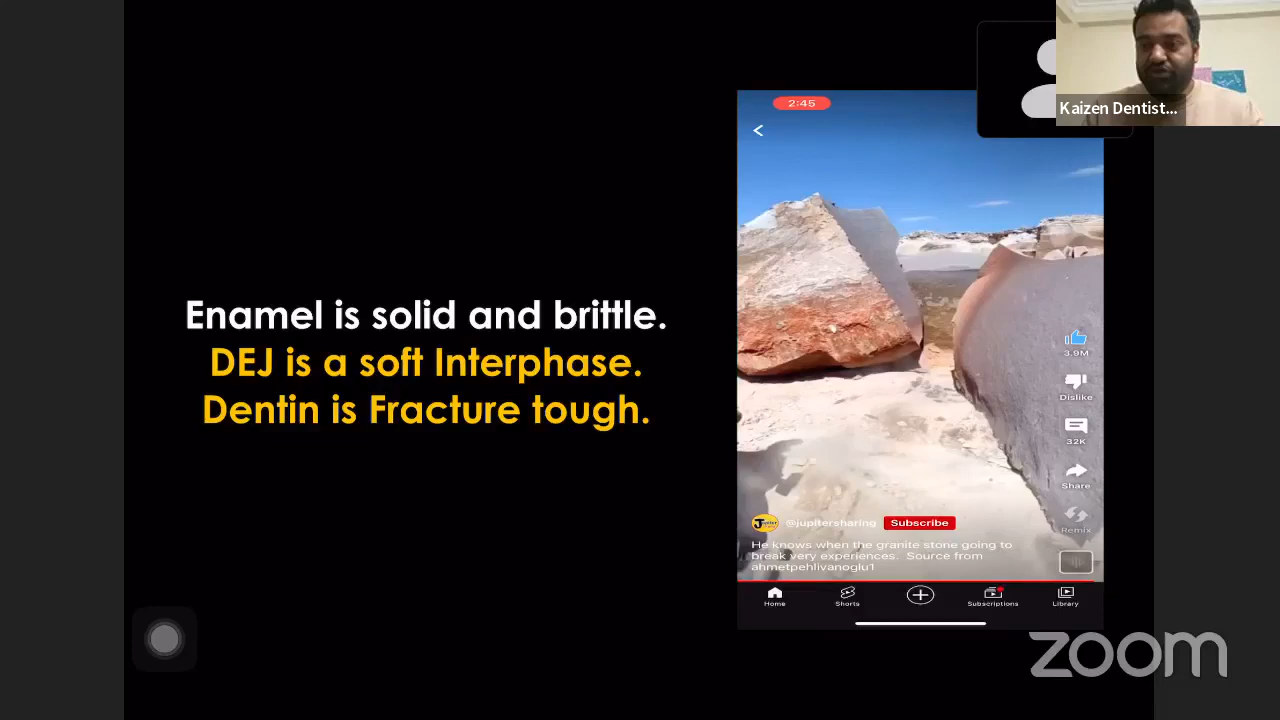 Enamel is solid and brittle.
DEJ is a soft Interphase.
Dentin is Fracture tough.
2:45
3.9M
Dislike
32K
Share
Remix
@jupitersharing Subscribe
He knows when the granite stone going to
break very experiences. Source from
ahmetpehlivanoglu1
Home Shorts Subscriptions Library
Kaizen Dentist...
zoom